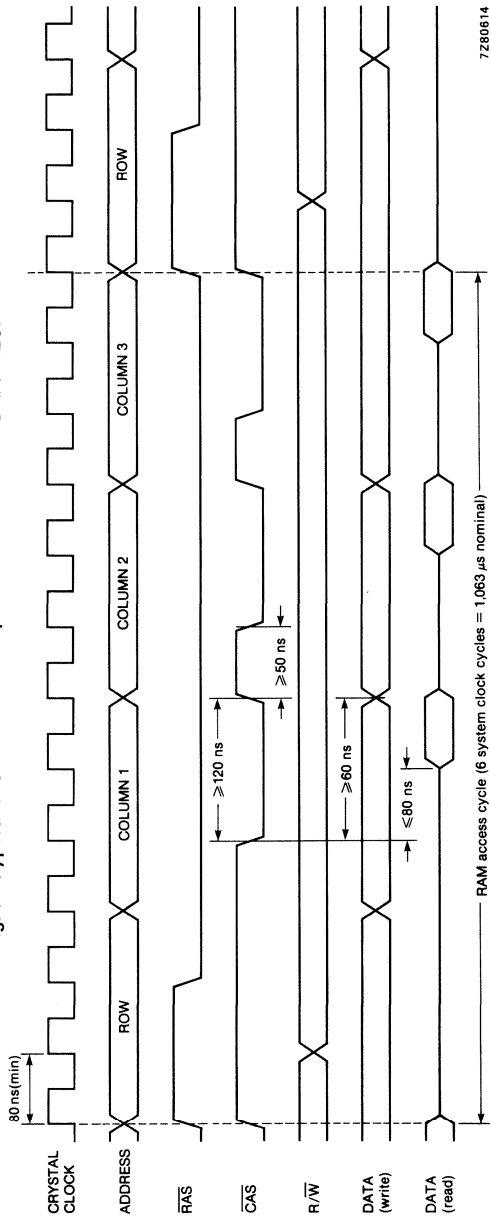 80 ns(min)
CRYSTAL
CLOCK
ADDRESS
ROW
COLUMN 1
COLUMN 2
COLUMN 3
ROW
RAS
CAS
⩾120 ns
⩾50 ns
R/W
DATA
(write)
⩾60 ns
DATA
(read)
⩽80 ns
RAM access cycle (6 system clock cycles = 1,063 μs nominal)
7Z80614